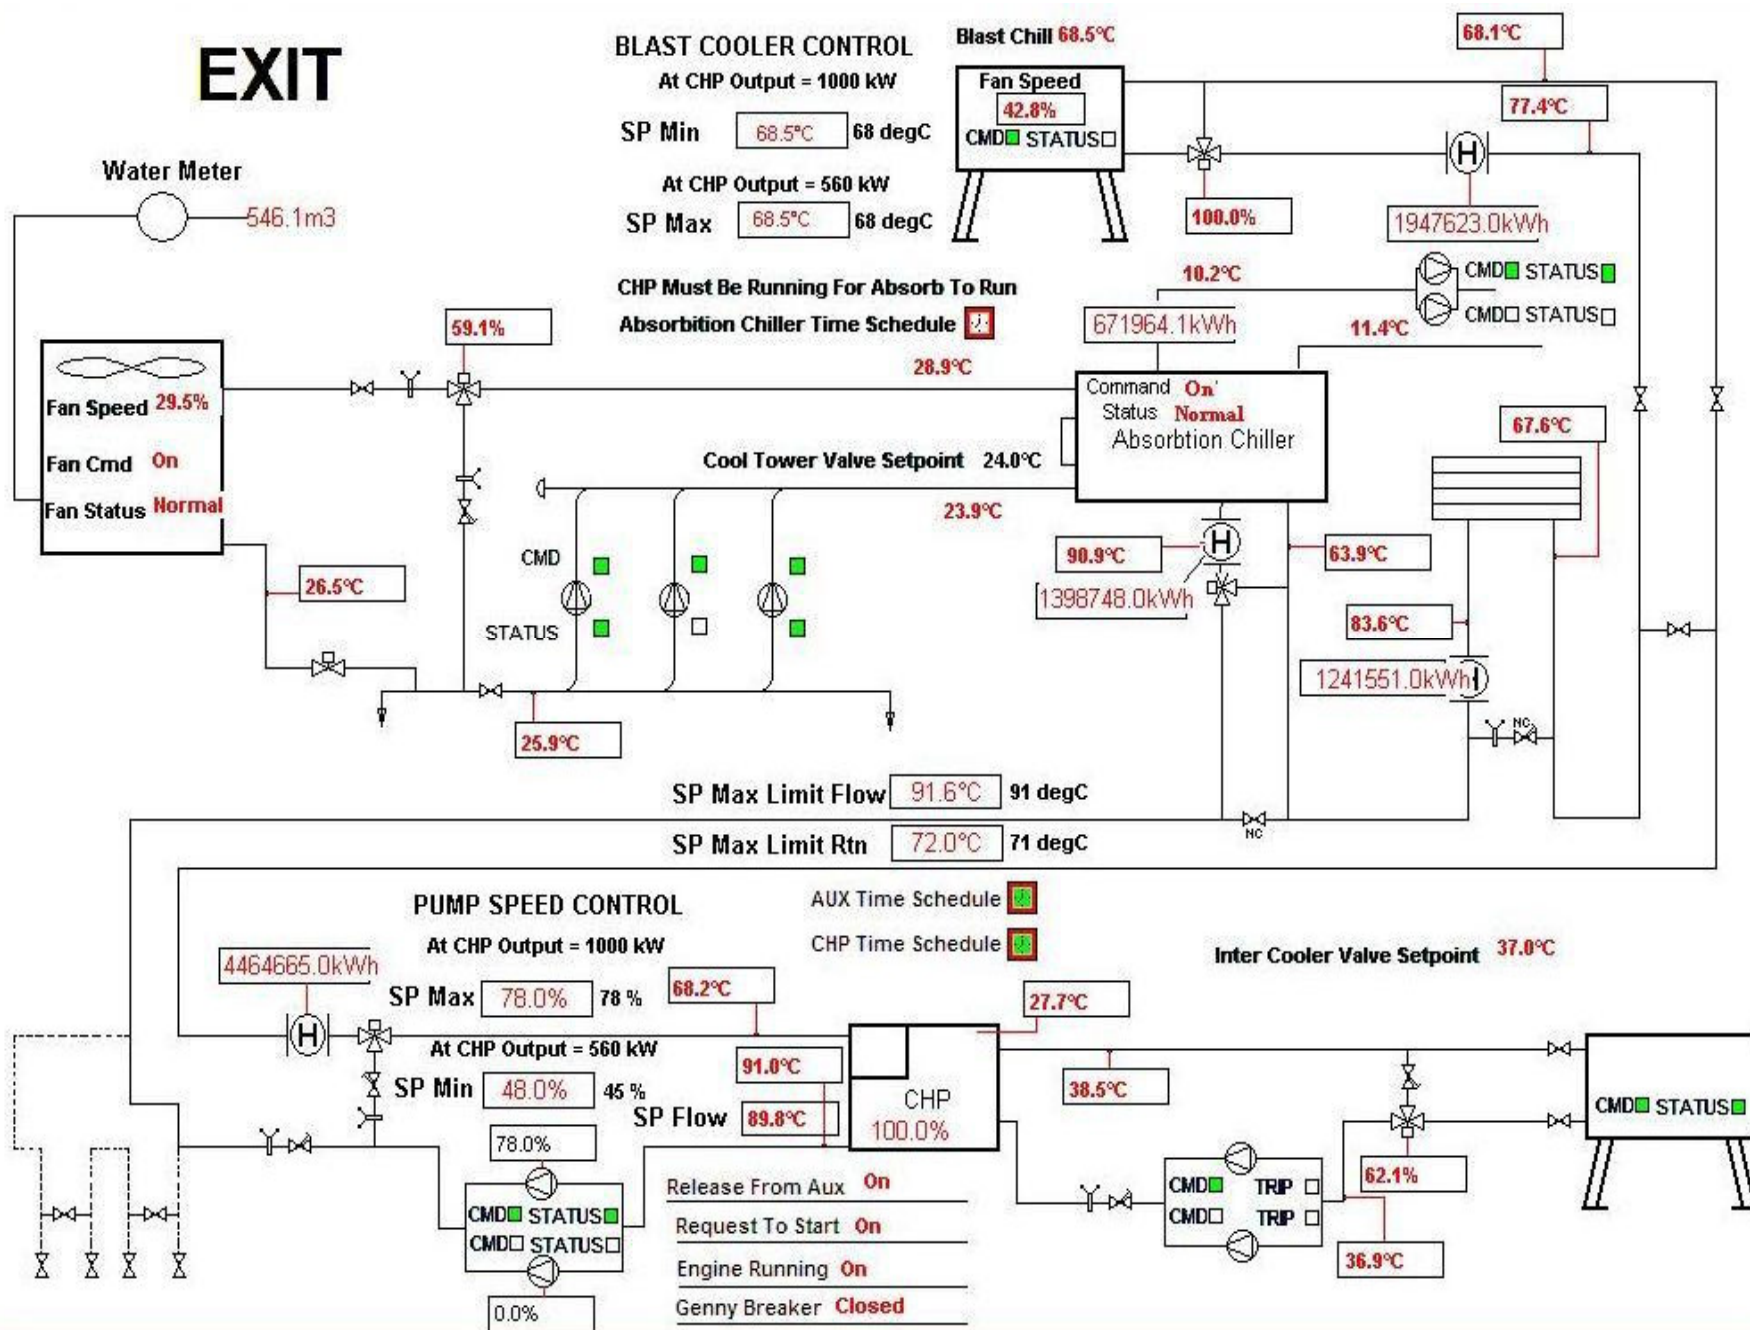 EXIT
BLAST COOLER CONTROL
At CHP Output = 1000 kW
SP Min 68.5°C 68 degC
At CHP Output = 560 kW
SP Max 68.5°C 68 degC
Blast Chill 68.5°C
Fan Speed
42.8%
CMD STATUS
68.1°C
77.4°C
H
100.0%
1947623.0kWh
Water Meter
546.1m3
CHP Must Be Running For Absorb To Run
Absorbition Chiller Time Schedule
10.2°C
CMD STATUS
CMD STATUS
671964.1kWh
11.4°C
59.1%
28.9°C
Fan Speed 29.5%
Fan Cmd On
Fan Status Normal
Command On'
Status Normal
Absorbtion Chiller
67.6°C
Cool Tower Valve Setpoint 24.0°C
23.9°C
CMD
STATUS
26.5°C
25.9°C
90.9°C
H
63.9°C
1398748.0kWh
83.6°C
1241551.0kWh
NC
SP Max Limit Flow 91.6°C 91 degC
NC
SP Max Limit Rtn 72.0°C 71 degC
PUMP SPEED CONTROL
At CHP Output = 1000 kW
SP Max 78.0% 78 %
At CHP Output = 560 kW
SP Min 48.0% 45 %
AUX Time Schedule
CHP Time Schedule
Inter Cooler Valve Setpoint 37.0°C
4464665.0kWh
H
68.2°C
27.7°C
91.0°C
SP Flow 89.8°C
CHP
100.0%
38.5°C
78.0%
CMD STATUS
CMD STATUS
0.0%
Release From Aux On
Request To Start On
Engine Running On
Genny Breaker Closed
CMD TRIP
CMD TRIP
62.1%
36.9°C
CMD STATUS